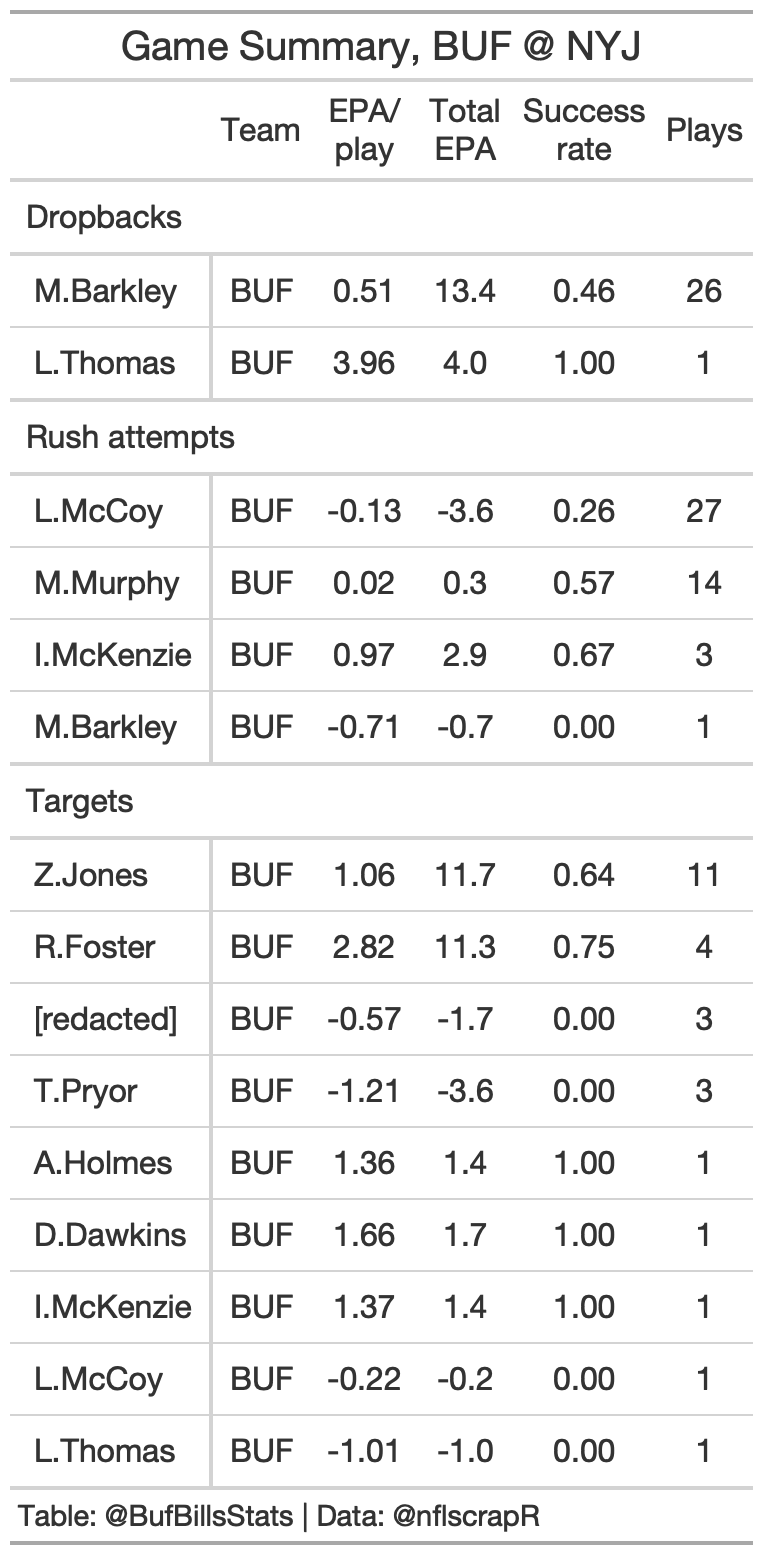 Game Summary, BUF @ NYJ
Team EPA/ play Total EPA Success rate Plays
Dropbacks
M.Barkley BUF 0.51 13.4 0.46 26
L.Thomas BUF 3.96 4.0 1.00 1
Rush attempts
L.McCoy BUF -0.13 -3.6 0.26 27
M.Murphy BUF 0.02 0.3 0.57 14
I.McKenzie BUF 0.97 2.9 0.67 3
M.Barkley BUF -0.71 -0.7 0.00 1
Targets
Z.Jones BUF 1.06 11.7 0.64 11
R.Foster BUF 2.82 11.3 0.75 4
[redacted] BUF -0.57 -1.7 0.00 3
T.Pryor BUF -1.21 -3.6 0.00 3
A.Holmes BUF 1.36 1.4 1.00 1
D.Dawkins BUF 1.66 1.7 1.00 1
I.McKenzie BUF 1.37 1.4 1.00 1
L.McCoy BUF -0.22 -0.2 0.00 1
L.Thomas BUF -1.01 -1.0 0.00 1
Table: @BufBillsStats | Data: @nflscrapR